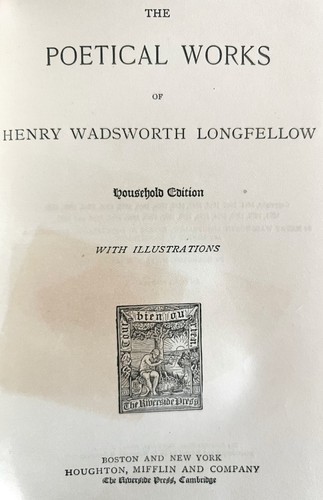 THE
POETICAL WORKS
OF
HENRY WADSWORTH LONGFELLOW
Household Edition
WITH ILLUSTRATIONS
Tout bien ou rien
The Riverside Press
BOSTON AND NEW YORK
HOUGHTON, MIFFLIN AND COMPANY
The Riverside Press, Cambridge